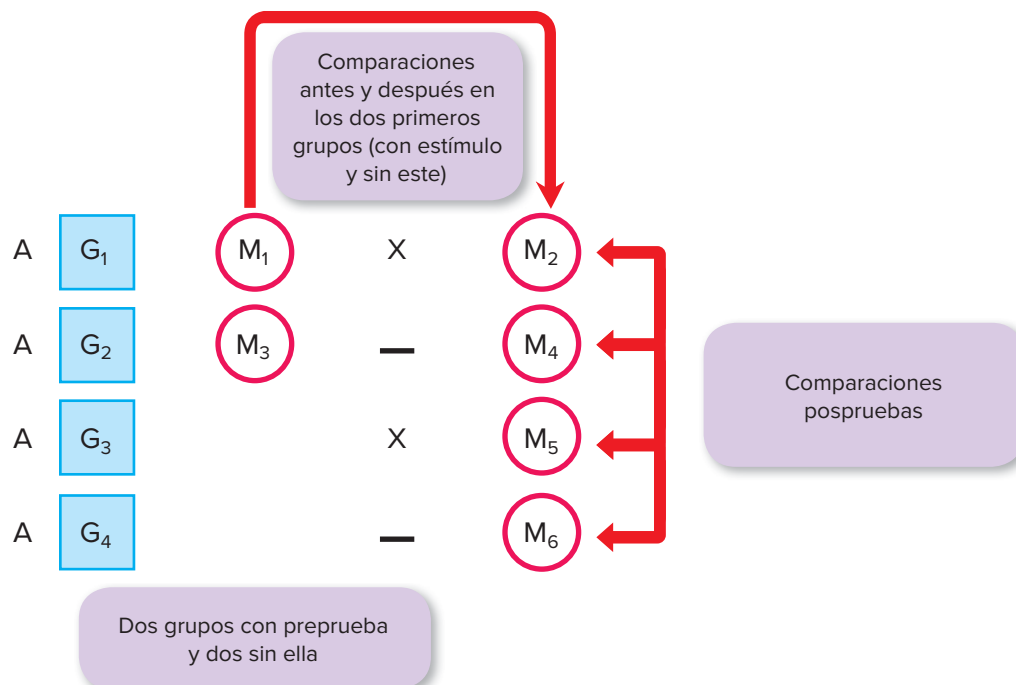 Comparaciones
antes y después en
los dos primeros
grupos (con estímulo
y sin este)
A G₁ M₁ X M₂
A G₂ M₃ — M₄
A G₃ X M₅
A G₄ — M₆
Comparaciones
pospruebas
Dos grupos con preprueba
y dos sin ella